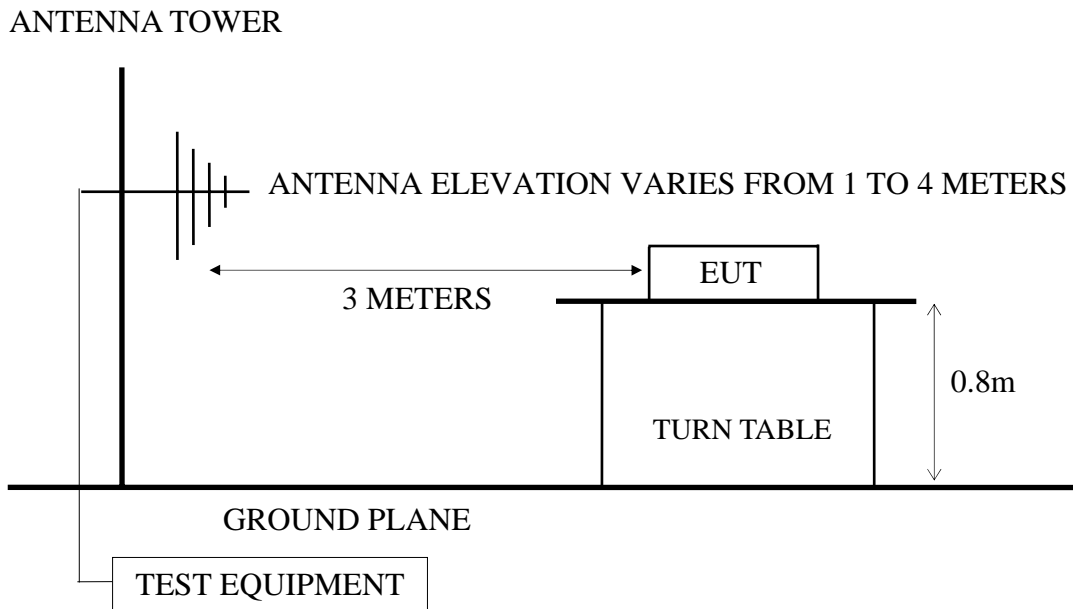 ANTENNA TOWER
ANTENNA ELEVATION VARIES FROM 1 TO 4 METERS
EUT
3 METERS
0.8m
TURN TABLE
GROUND PLANE
TEST EQUIPMENT